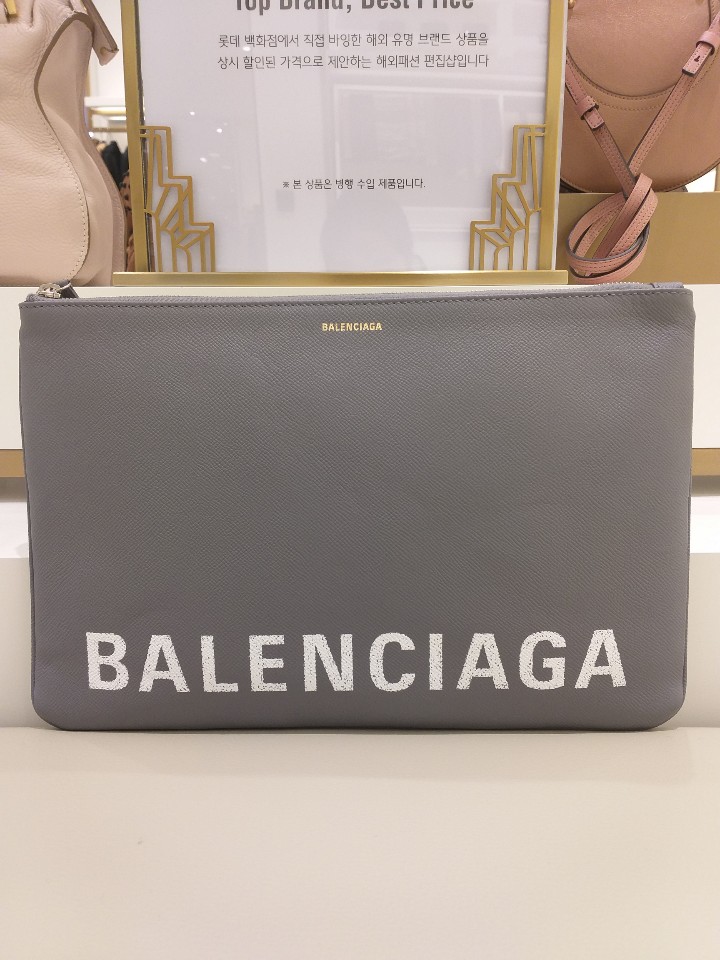 Top Brand, Best Price
롯데 백화점에서 직접 바잉한 해외 유명 브랜드 상품을
상시 할인된 가격으로 제안하는 해외패션 편집샵입니다
※ 본 상품은 병행 수입 제품입니다.
BALENCIAGA
BALENCIAGA